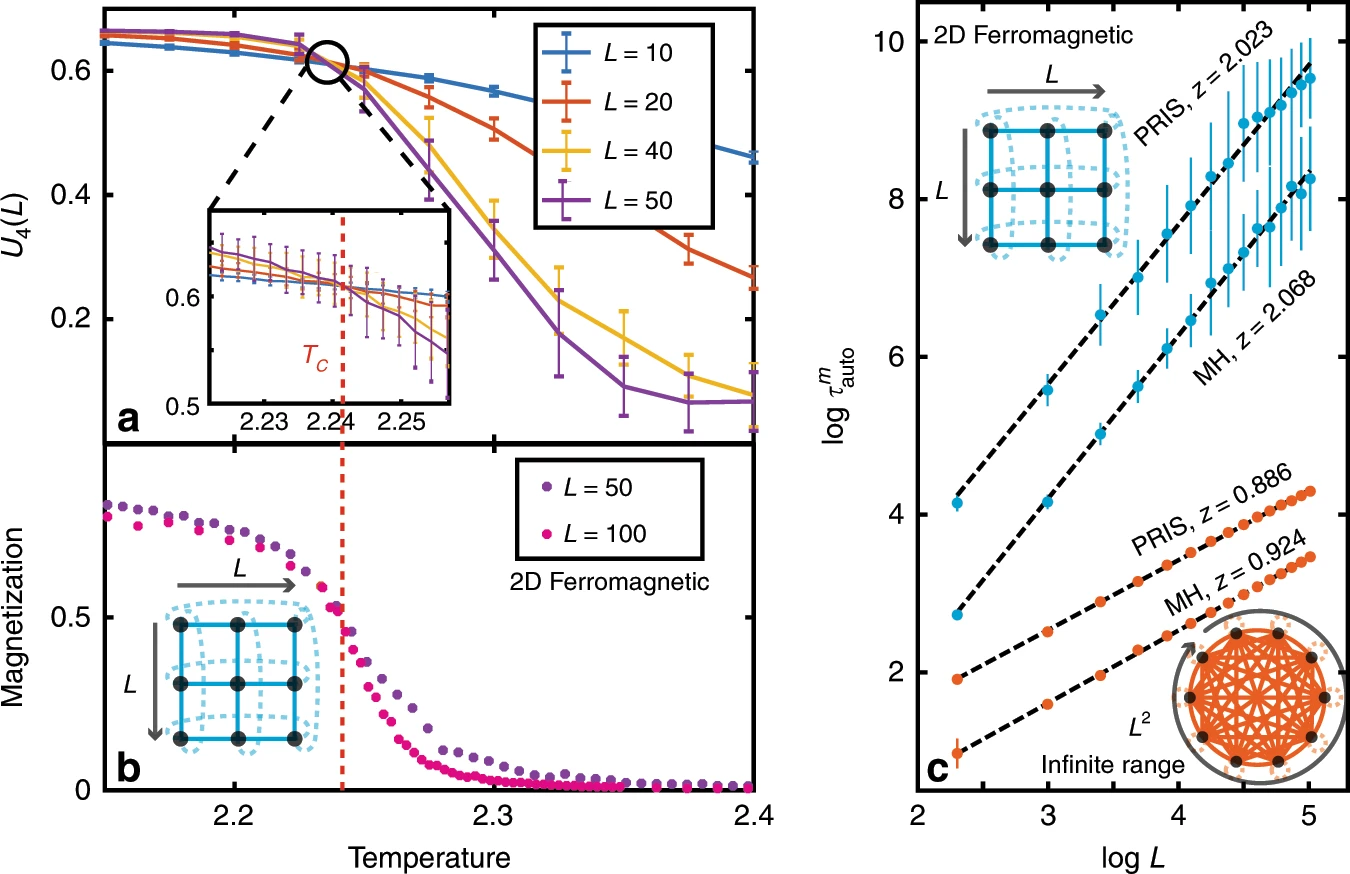 U₄(L)
0.6
0.4
0.2
L = 10
L = 20
L = 40
L = 50
0.6
0.5
T_C
2.23
2.24
2.25
a
Magnetization
0.5
0
L = 50
L = 100
2D Ferromagnetic
L
L
b
2.2
2.3
2.4
Temperature
log τ^m_auto
10
8
6
4
2
2D Ferromagnetic
L
L
PRIS, z = 2.023
MH, z = 2.068
PRIS, z = 0.886
MH, z = 0.924
L²
Infinite range
c
2
3
4
5
log L